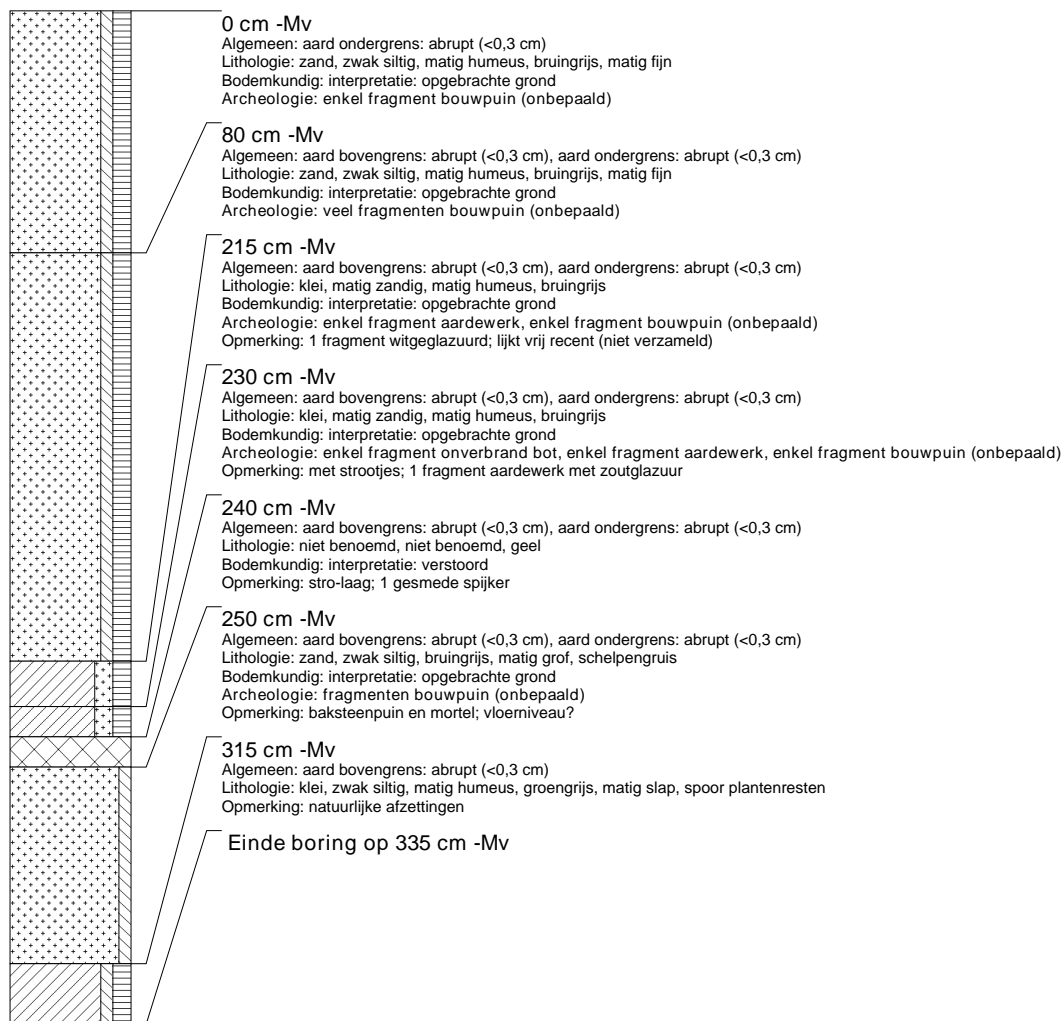 0 cm -Mv
Algemeen: aard ondergrens: abrupt (<0,3 cm)
Lithologie: zand, zwak siltig, matig humeus, bruingrijs, matig fijn
Bodemkundig: interpretatie: opgebrachte grond
Archeologie: enkel fragment bouwpuin (onbepaald)
80 cm -Mv
Algemeen: aard bovengrens: abrupt (<0,3 cm), aard ondergrens: abrupt (<0,3 cm)
Lithologie: zand, zwak siltig, matig humeus, bruingrijs, matig fijn
Bodemkundig: interpretatie: opgebrachte grond
Archeologie: veel fragmenten bouwpuin (onbepaald)
215 cm -Mv
Algemeen: aard bovengrens: abrupt (<0,3 cm), aard ondergrens: abrupt (<0,3 cm)
Lithologie: klei, matig zandig, matig humeus, bruingrijs
Bodemkundig: interpretatie: opgebrachte grond
Archeologie: enkel fragment aardewerk, enkel fragment bouwpuin (onbepaald)
Opmerking: 1 fragment witgeglazuurd; lijkt vrij recent (niet verzameld)
230 cm -Mv
Algemeen: aard bovengrens: abrupt (<0,3 cm), aard ondergrens: abrupt (<0,3 cm)
Lithologie: klei, matig zandig, matig humeus, bruingrijs
Bodemkundig: interpretatie: opgebrachte grond
Archeologie: enkel fragment onverbrand bot, enkel fragment aardewerk, enkel fragment bouwpuin (onbepaald)
Opmerking: met strootjes; 1 fragment aardewerk met zoutglazuur
240 cm -Mv
Algemeen: aard bovengrens: abrupt (<0,3 cm), aard ondergrens: abrupt (<0,3 cm)
Lithologie: niet benoemd, niet benoemd, geel
Bodemkundig: interpretatie: verstoord
Opmerking: stro-laag; 1 gesmede spijker
250 cm -Mv
Algemeen: aard bovengrens: abrupt (<0,3 cm), aard ondergrens: abrupt (<0,3 cm)
Lithologie: zand, zwak siltig, bruingrijs, matig grof, schelpengruis
Bodemkundig: interpretatie: opgebrachte grond
Archeologie: fragmenten bouwpuin (onbepaald)
Opmerking: baksteenpuin en mortel; vloerniveau?
315 cm -Mv
Algemeen: aard bovengrens: abrupt (<0,3 cm)
Lithologie: klei, zwak siltig, matig humeus, groengrijs, matig slap, spoor plantenresten
Opmerking: natuurlijke afzettingen
Einde boring op 335 cm -Mv